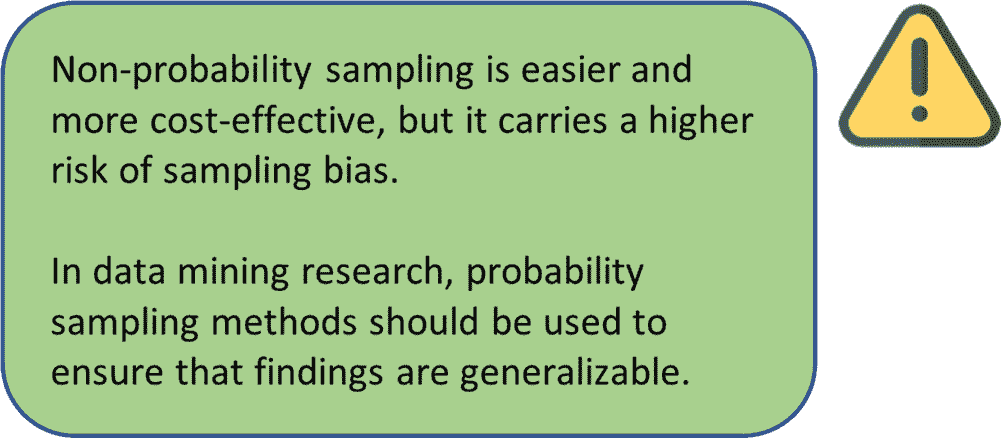 Non-probability sampling is easier and
more cost-effective, but it carries a higher
risk of sampling bias.
In data mining research, probability
sampling methods should be used to
ensure that findings are generalizable.